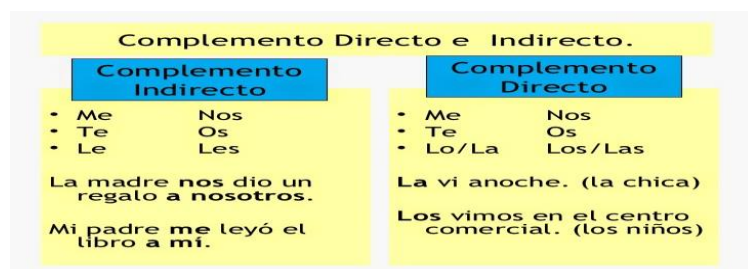 Complemento Directo e Indirecto.
Complemento
Indirecto
• Me Nos
• Te Os
• Le Les
La madre nos dio un
regalo a nosotros.
Mi padre me leyó el
libro a mí.
Complemento
Directo
• Me Nos
• Te Os
• Lo/La Los/Las
La vi anoche. (la chica)
Los vimos en el centro
comercial. (los niños)